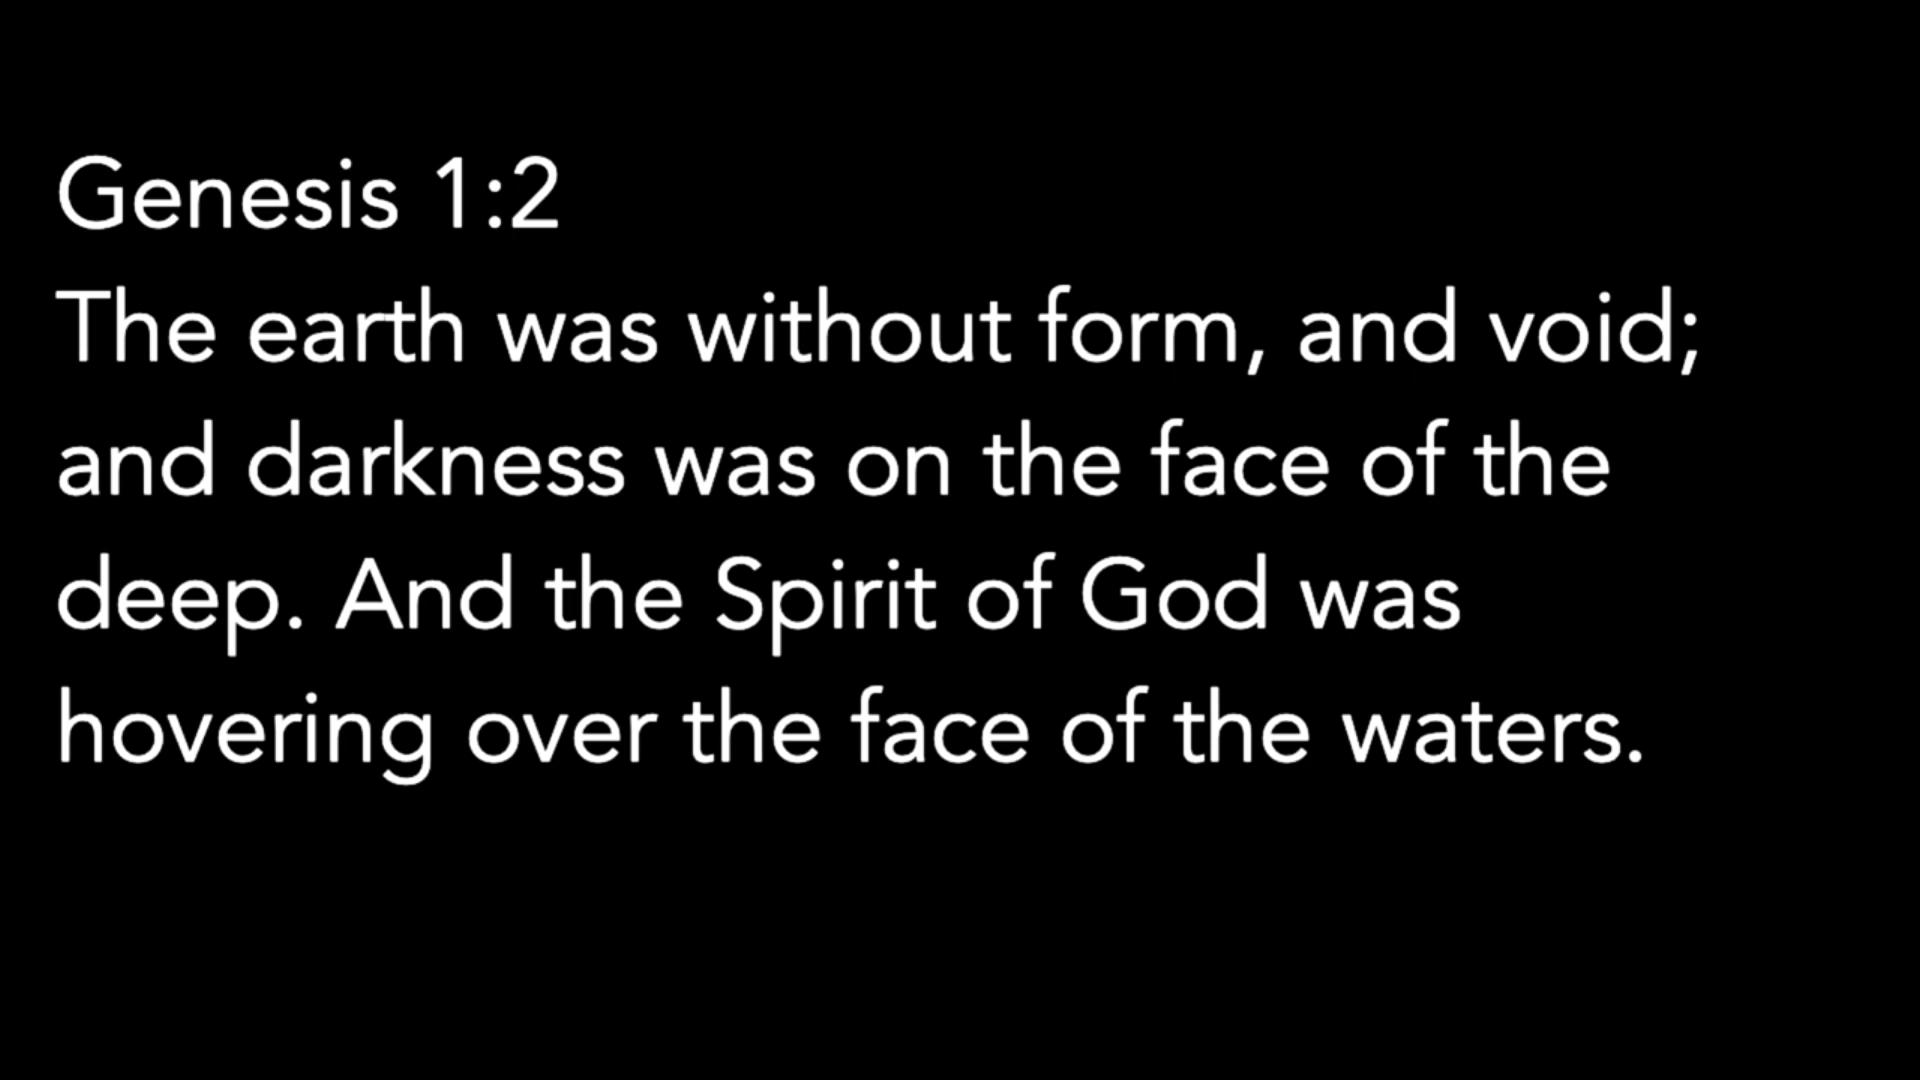 Genesis 1:2
The earth was without form, and void;
and darkness was on the face of the
deep. And the Spirit of God was
hovering over the face of the waters.